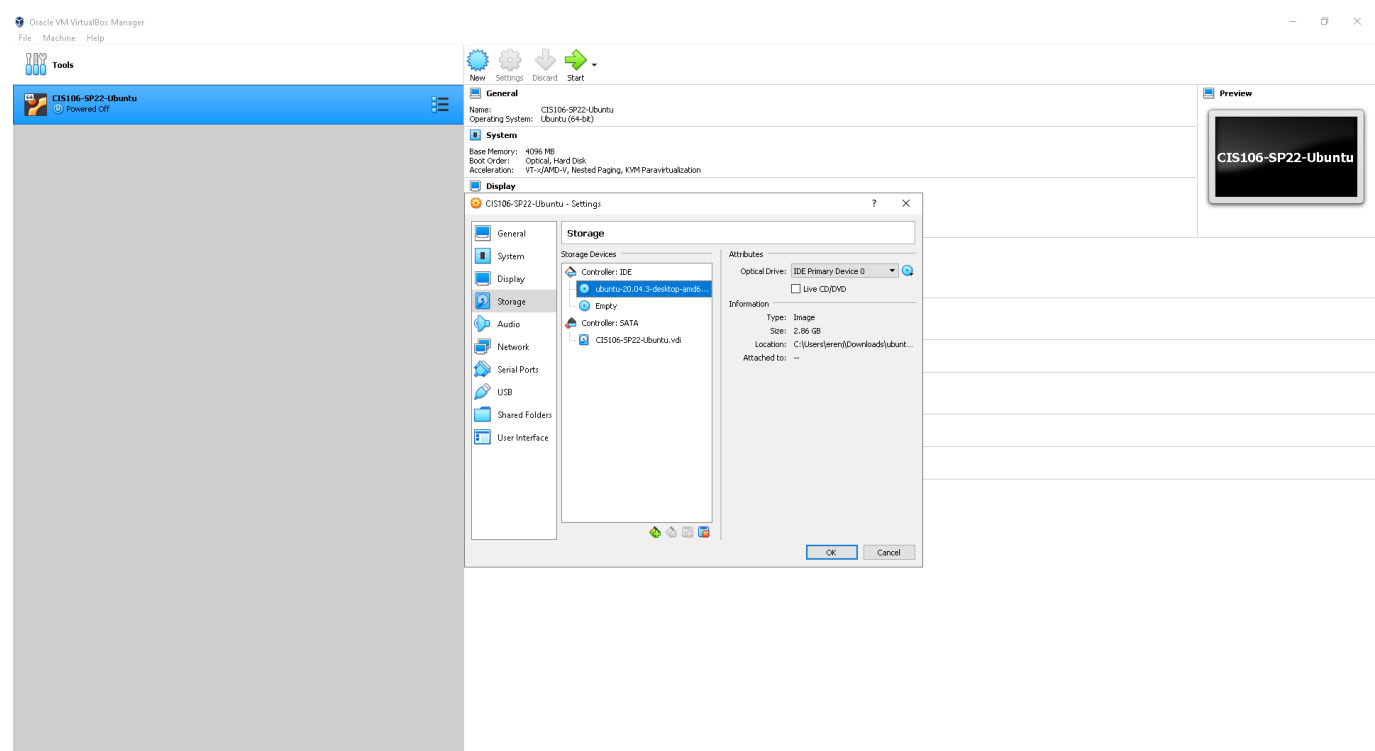 Oracle VM VirtualBox Manager
File Machine Help
Tools
New Settings Discard Start
64
CIS106-SP22-Ubuntu
Powered Off
General
Name: CIS106-SP22-Ubuntu
Operating System: Ubuntu (64-bit)
System
Base Memory: 4096 MB
Boot Order: Optical, Hard Disk
Acceleration: VT-x/AMD-V, Nested Paging, KVM Paravirtualization
Display
Preview
CIS106-SP22-Ubuntu
CIS106-SP22-Ubuntu - Settings
General
System
Display
Storage
Audio
Network
Serial Ports
USB
Shared Folders
User Interface
Storage
Storage Devices
Controller: IDE
ubuntu-20.04.3-desktop-amd6...
Empty
Controller: SATA
CIS106-SP22-Ubuntu.vdi
Attributes
Optical Drive: IDE Primary Device 0
Live CD/DVD
Information
Type: Image
Size: 2.86 GB
Location: C:\Users\erenj\Downloads\ubunt...
Attached to: --
OK Cancel